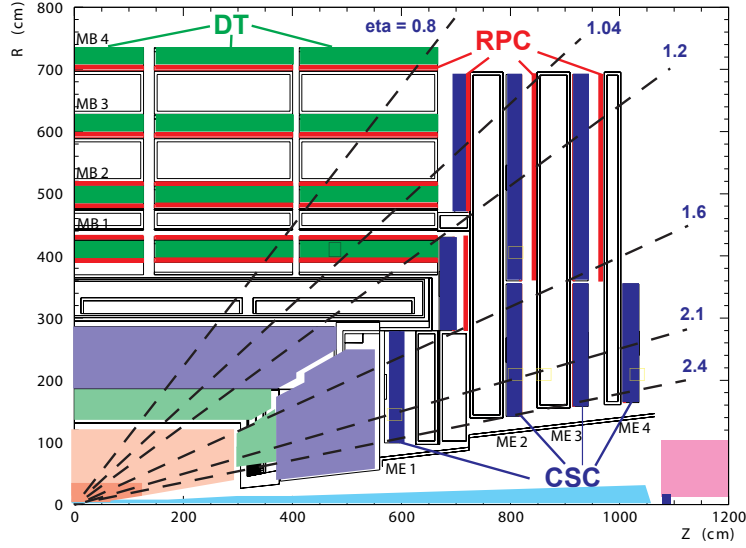 R (cm)
800
700
600
500
400
300
200
100
0
MB 4
DT
eta = 0.8
RPC
1.04
1.2
MB 3
MB 2
MB 1
1.6
2.1
2.4
ME 1
ME 2
ME 3
ME 4
CSC
0
200
400
600
800
1000
1200
Z (cm)